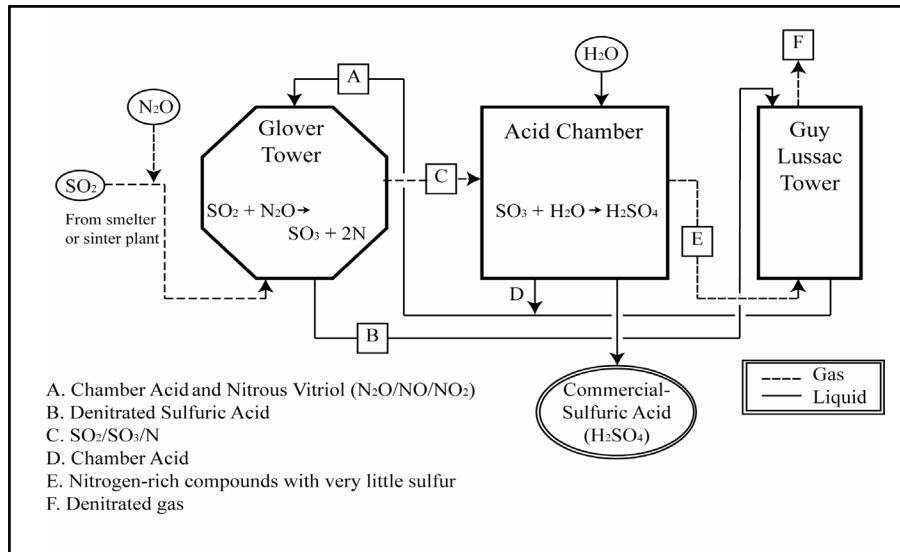 F
H₂O
A
N₂O
Glover
Tower
Acid Chamber
Guy
Lussac
Tower
SO₂
C
From smelter
or sinter plant
SO₂ + N₂O→
SO₃ + 2N
SO₃ + H₂O→H₂SO₄
E
D
B
Commercial-
Sulfuric Acid
(H₂SO₄)
Gas
Liquid
A. Chamber Acid and Nitrous Vitriol (N₂O/NO/NO₂)
B. Denitrated Sulfuric Acid
C. SO₂/SO₃/N
D. Chamber Acid
E. Nitrogen-rich compounds with very little sulfur
F. Denitrated gas